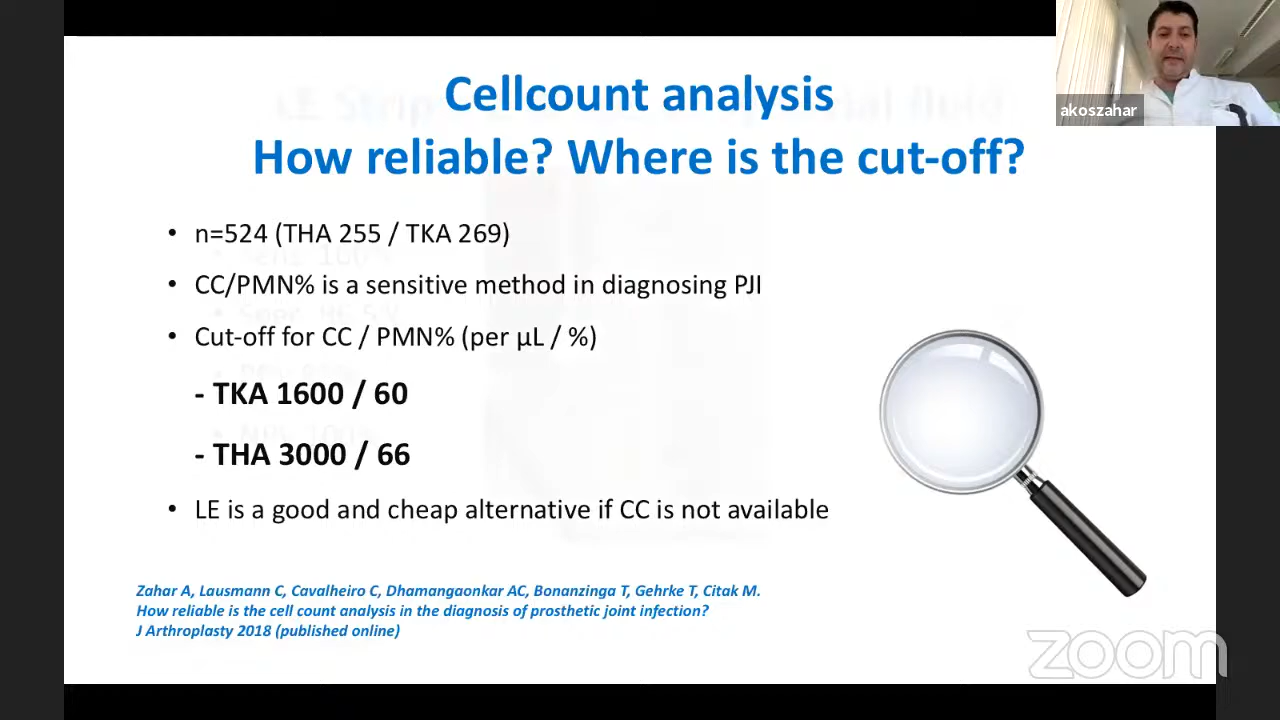 Cellcount analysis
How reliable? Where is the cut-off?
akoszahar
• n=524 (THA 255 / TKA 269)
• CC/PMN% is a sensitive method in diagnosing PJI
• Cut-off for CC / PMN% (per µL / %)
- TKA 1600 / 60
- THA 3000 / 66
• LE is a good and cheap alternative if CC is not available
Zahar A, Lausmann C, Cavalheiro C, Dhamangaonkar AC, Bonanzinga T, Gehrke T, Citak M.
How reliable is the cell count analysis in the diagnosis of prosthetic joint infection?
J Arthroplasty 2018 (published online)
zoom